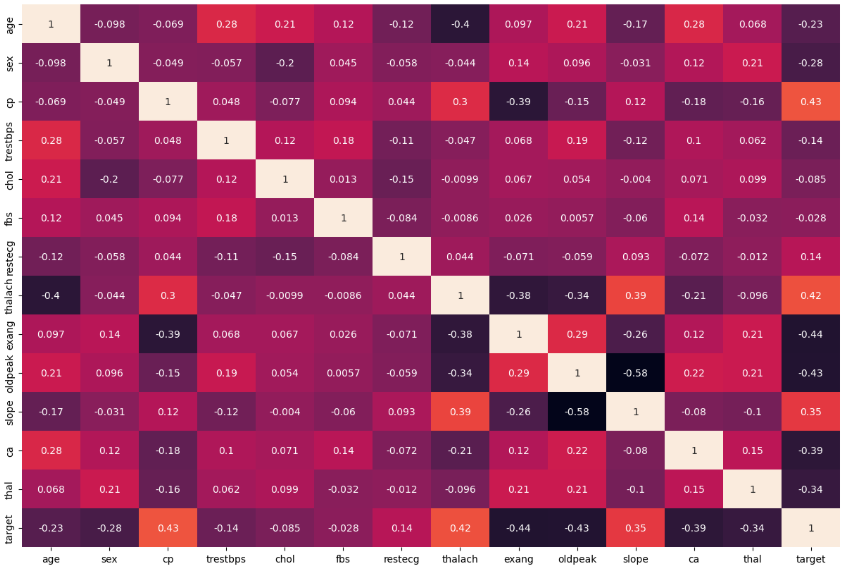 age 1 -0.098 -0.069 0.28 0.21 0.12 -0.12 -0.4 0.097 0.21 -0.17 0.28 0.068 -0.23
sex -0.098 1 -0.049 -0.057 -0.2 0.045 -0.058 -0.044 0.14 0.096 -0.031 0.12 0.21 -0.28
cp -0.069 -0.049 1 0.048 -0.077 0.094 0.044 0.3 -0.39 -0.15 0.12 -0.18 -0.16 0.43
trestbps 0.28 -0.057 0.048 1 0.12 0.18 -0.11 -0.047 0.068 0.19 -0.12 0.1 0.062 -0.14
chol 0.21 -0.2 -0.077 0.12 1 0.013 -0.15 -0.0099 0.067 0.054 -0.004 0.071 0.099 -0.085
fbs 0.12 0.045 0.094 0.18 0.013 1 -0.084 -0.0086 0.026 0.0057 -0.06 0.14 -0.032 -0.028
restecg -0.12 -0.058 0.044 -0.11 -0.15 -0.084 1 0.044 -0.071 -0.059 0.093 -0.072 -0.012 0.14
thalach -0.4 -0.044 0.3 -0.047 -0.0099 -0.0086 0.044 1 -0.38 -0.34 0.39 -0.21 -0.096 0.42
exang 0.097 0.14 -0.39 0.068 0.067 0.026 -0.071 -0.38 1 0.29 -0.26 0.12 0.21 -0.44
oldpeak 0.21 0.096 -0.15 0.19 0.054 0.0057 -0.059 -0.34 0.29 1 -0.58 0.22 0.21 -0.43
slope -0.17 -0.031 0.12 -0.12 -0.004 -0.06 0.093 0.39 -0.26 -0.58 1 -0.08 -0.1 0.35
ca 0.28 0.12 -0.18 0.1 0.071 0.14 -0.072 -0.21 0.12 0.22 -0.08 1 0.15 -0.39
thal 0.068 0.21 -0.16 0.062 0.099 -0.032 -0.012 -0.096 0.21 0.21 -0.1 0.15 1 -0.34
target -0.23 -0.28 0.43 -0.14 -0.085 -0.028 0.14 0.42 -0.44 -0.43 0.35 -0.39 -0.34 1
age sex cp trestbps chol fbs restecg thalach exang oldpeak slope ca thal target